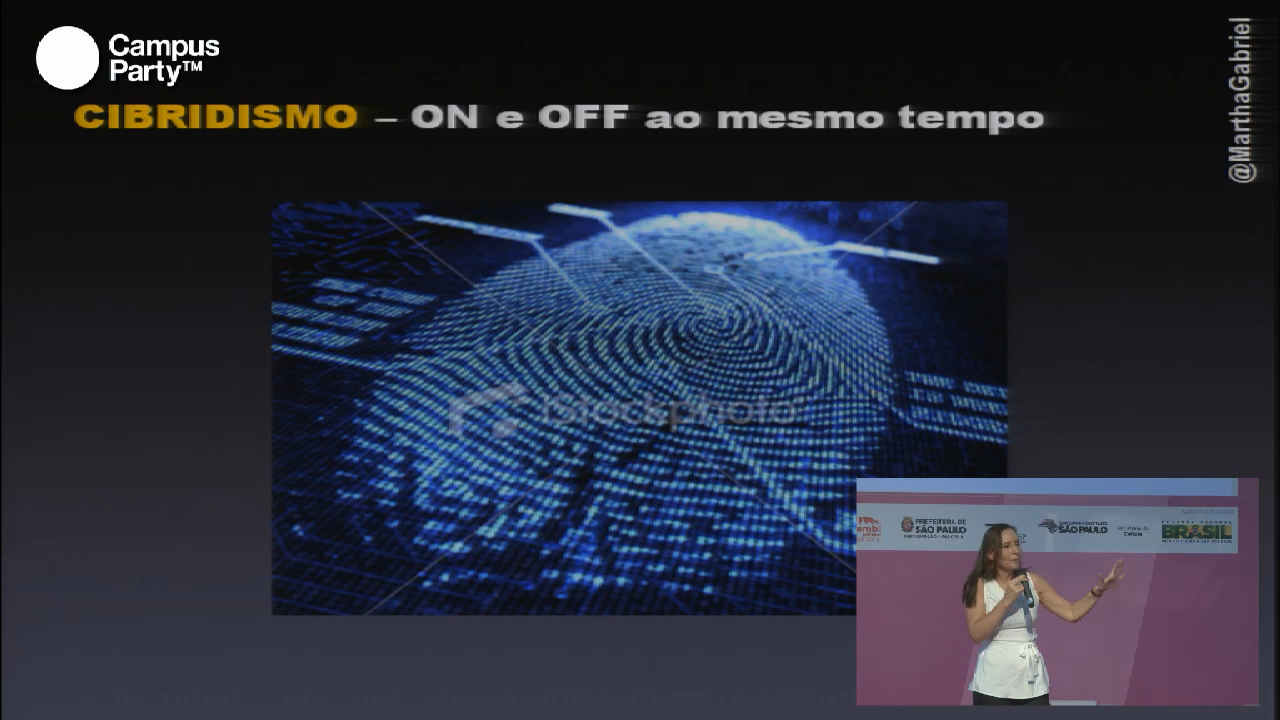 Campus
Party™
@MarthaGabriel
CIBRIDISMO – ON e OFF ao mesmo tempo
iStockphoto
PREFEITURA DE
SÃO PAULO
SÃO PAULO
BRASIL